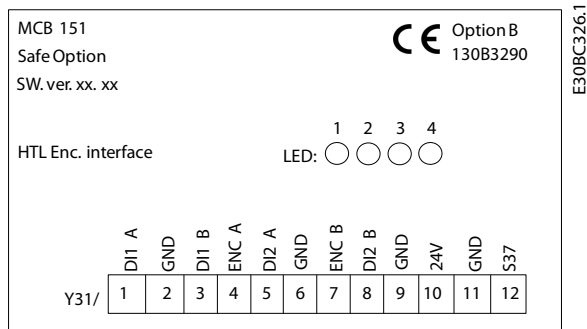 MCB 151
Safe Option
SW. ver. xx. xx
CE Option B
130B3290
E30BC326.1
1 2 3 4
HTL Enc. interface LED:
DI1 A GND DI1 B ENC A DI2 A GND ENC B DI2 B GND 24V GND S37
Y31/ 1 2 3 4 5 6 7 8 9 10 11 12